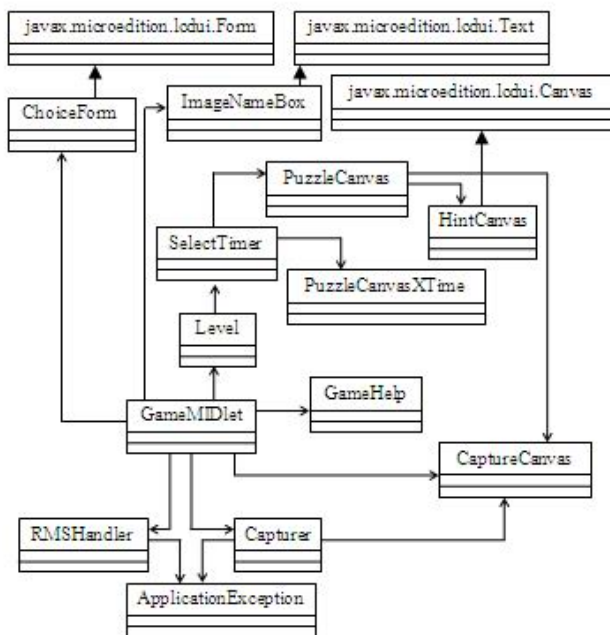 javax.microedition.lcdui.Form
javax.microedition.lcdui.Text
javax.microedition.lcdui.Canvas
ChoiceForm
ImageNameBox
PuzzleCanvas
HintCanvas
SelectTimer
PuzzleCanvasXTime
Level
GameHelp
GameMIDlet
CaptureCanvas
RMSHandler
Capturer
ApplicationException